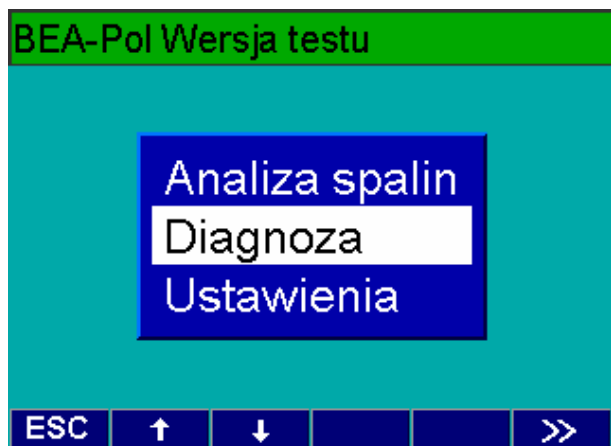 BEA-Pol Wersja testu
Analiza spalin
Diagnoza
Ustawienia
ESC ↑ ↓ >>